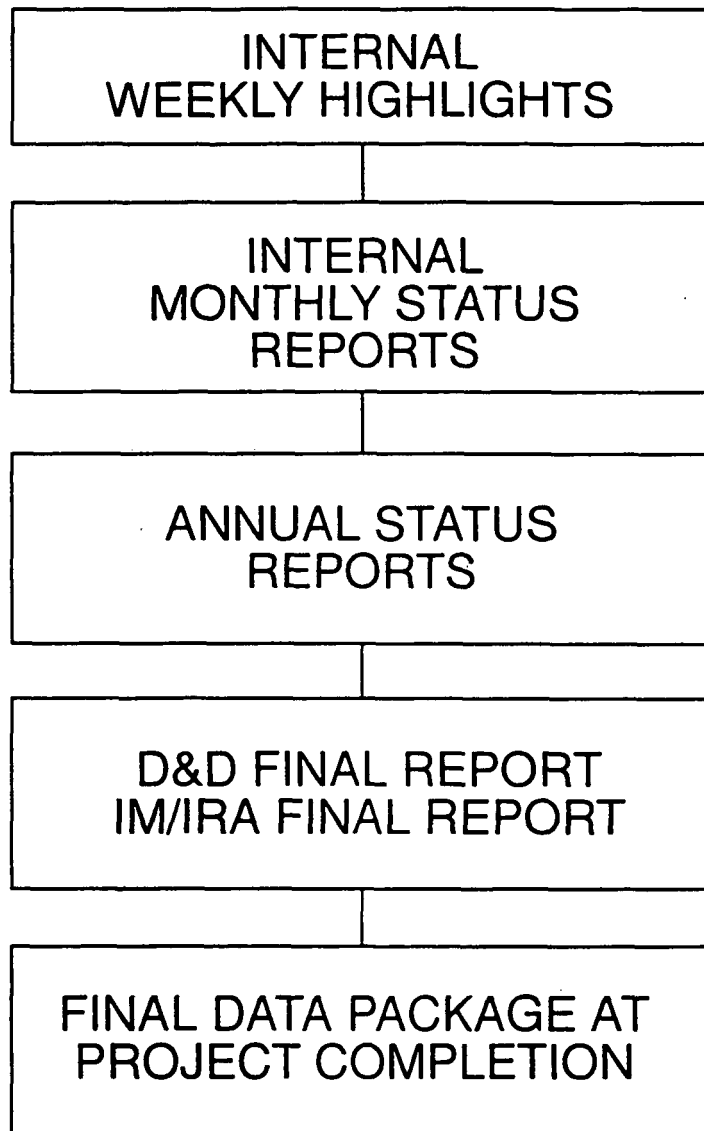 INTERNAL
WEEKLY HIGHLIGHTS
INTERNAL
MONTHLY STATUS
REPORTS
ANNUAL STATUS
REPORTS
D&D FINAL REPORT
IM/IRA FINAL REPORT
FINAL DATA PACKAGE AT
PROJECT COMPLETION